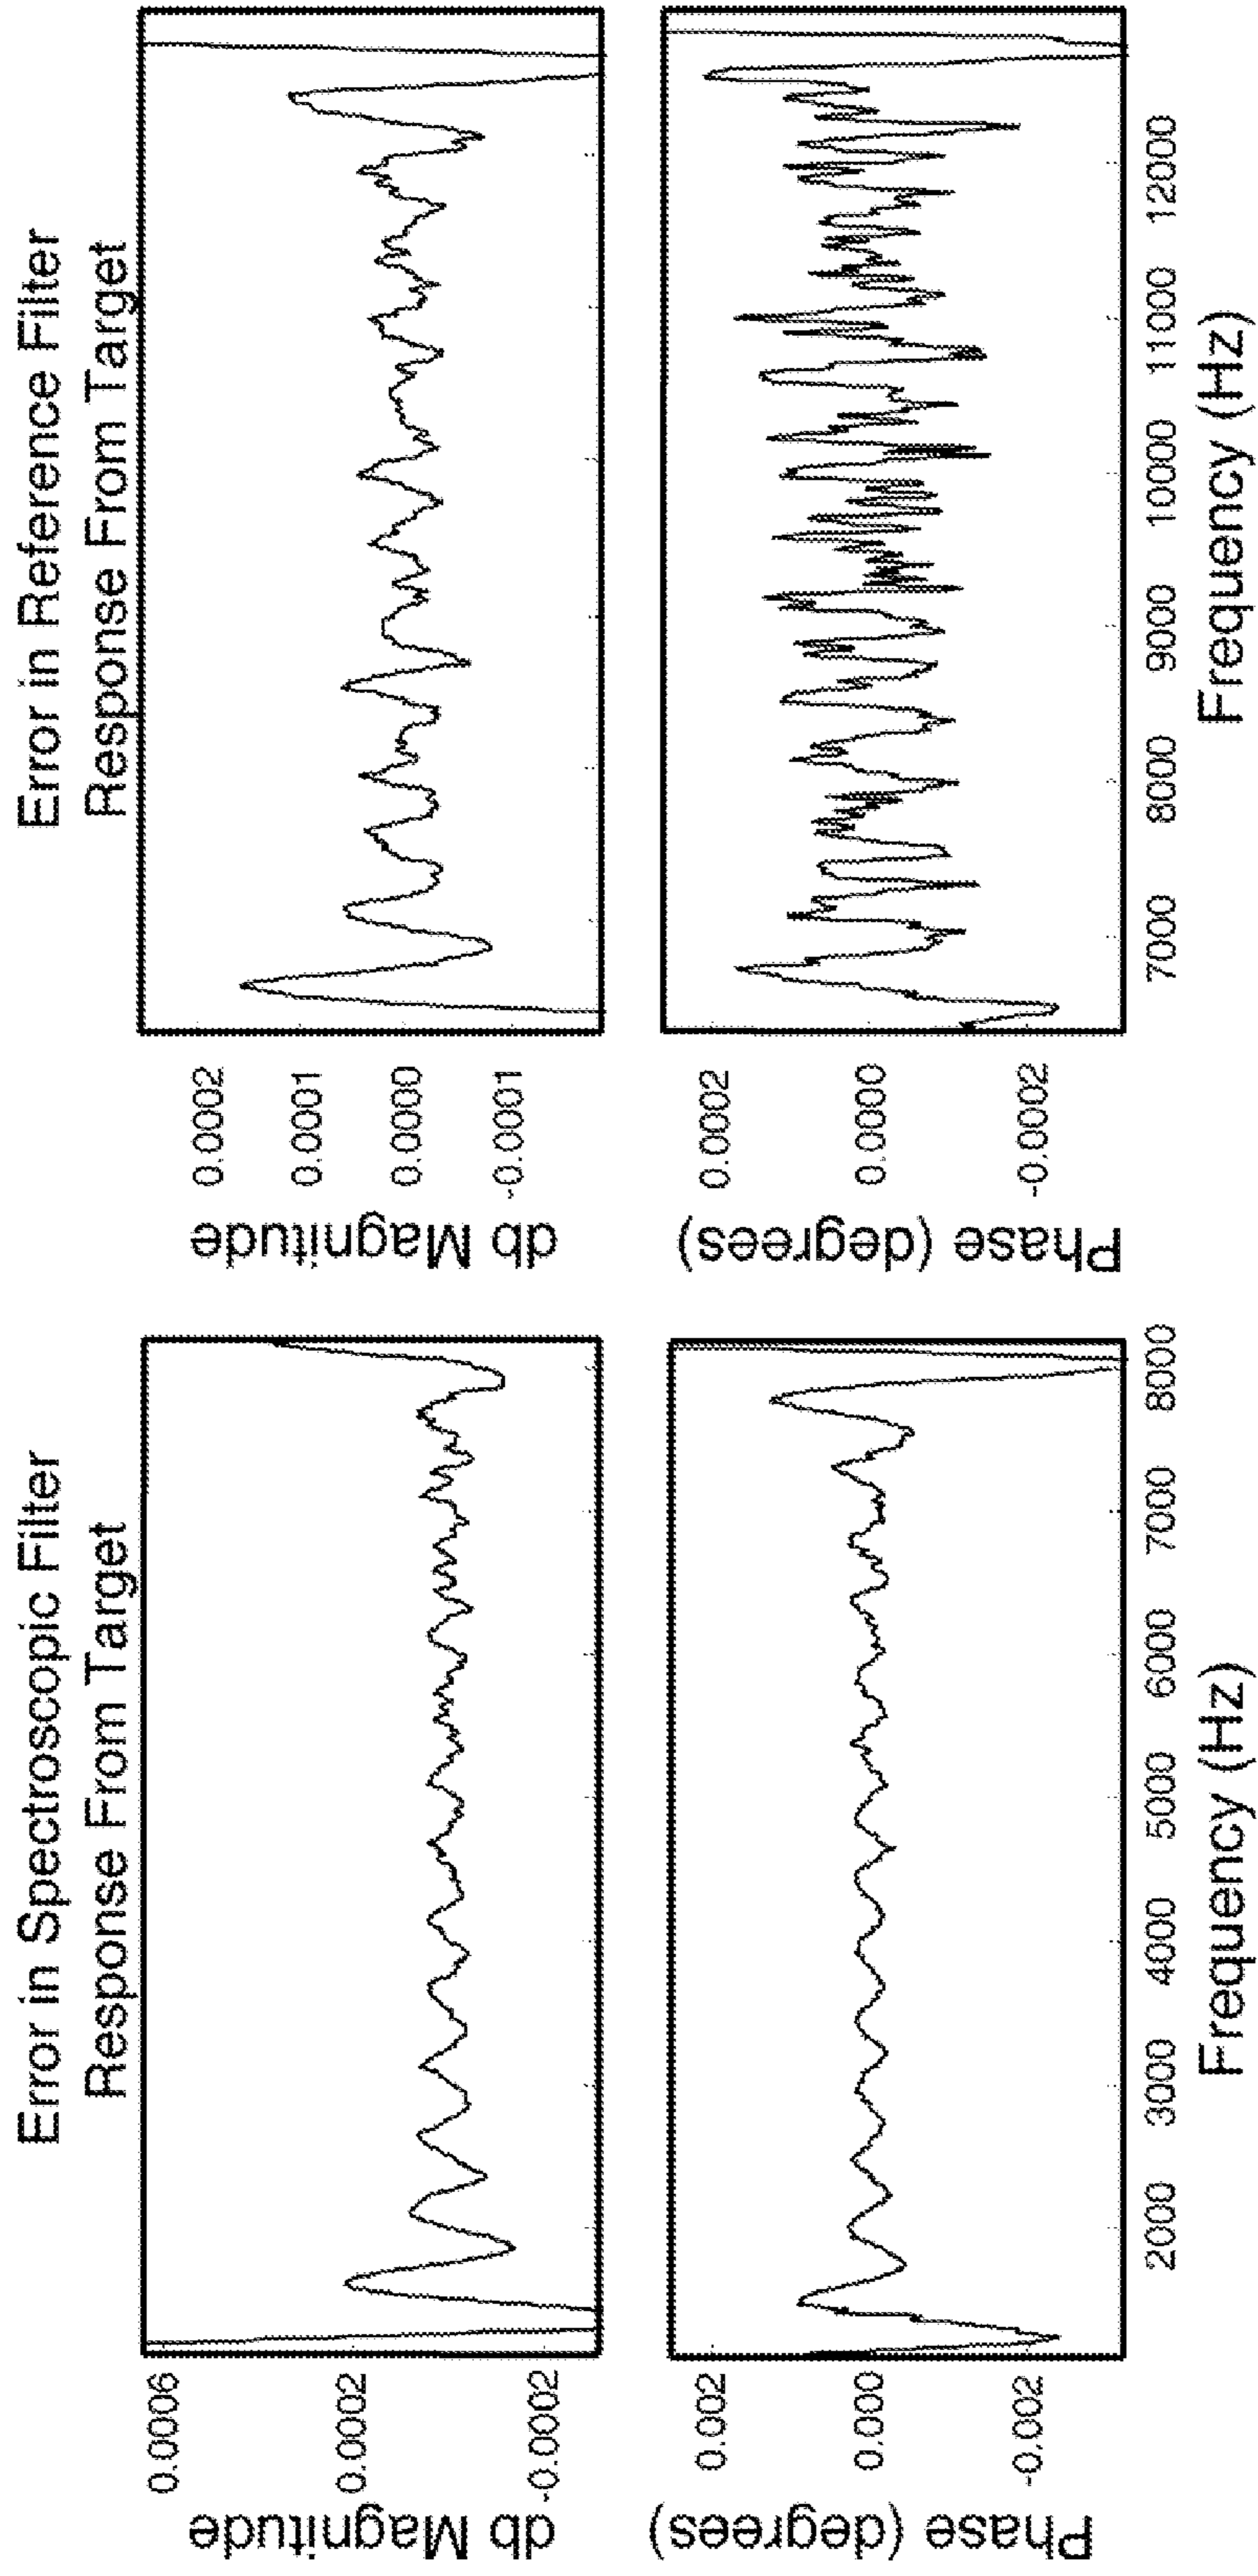 Error in Spectroscopic Filter
Response From Target
db Magnitude
0.0006
0.0002
-0.0002
Phase (degrees)
0.002
0.000
-0.002
2000 3000 4000 5000 6000 7000 8000
Frequency (Hz)
Error in Reference Filter
Response From Target
db Magnitude
0.0002
0.0001
0.0000
-0.0001
Phase (degrees)
0.0002
0.0000
-0.0002
7000 8000 9000 10000 11000 12000
Frequency (Hz)